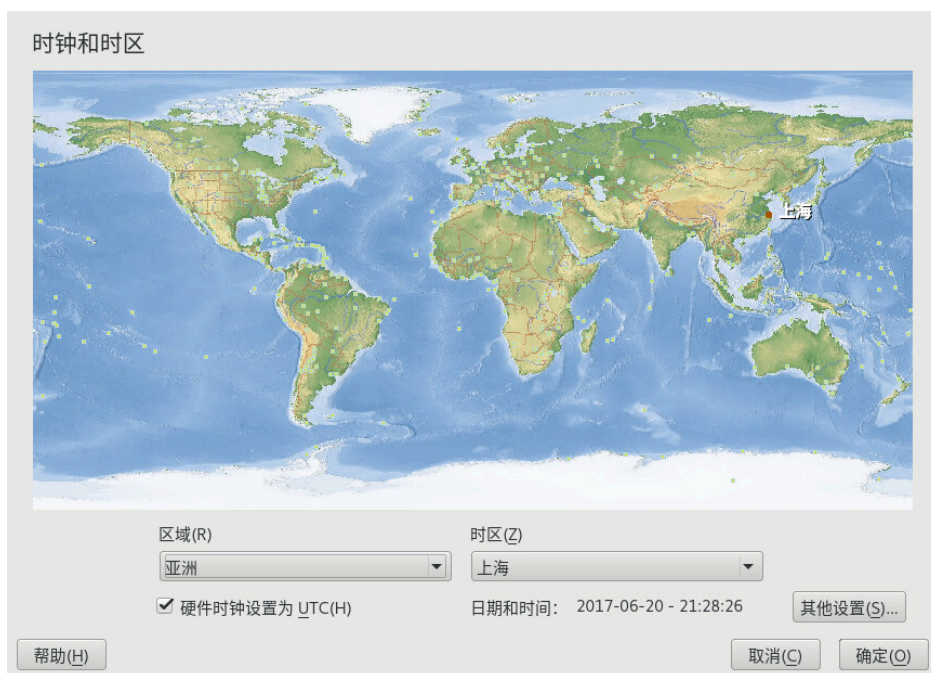 时钟和时区
上海
区域(R)
时区(Z)
亚洲
上海
硬件时钟设置为 UTC(H)
日期和时间: 2017-06-20 - 21:28:26
其他设置(S)...
帮助(H)
取消(C)
确定(O)